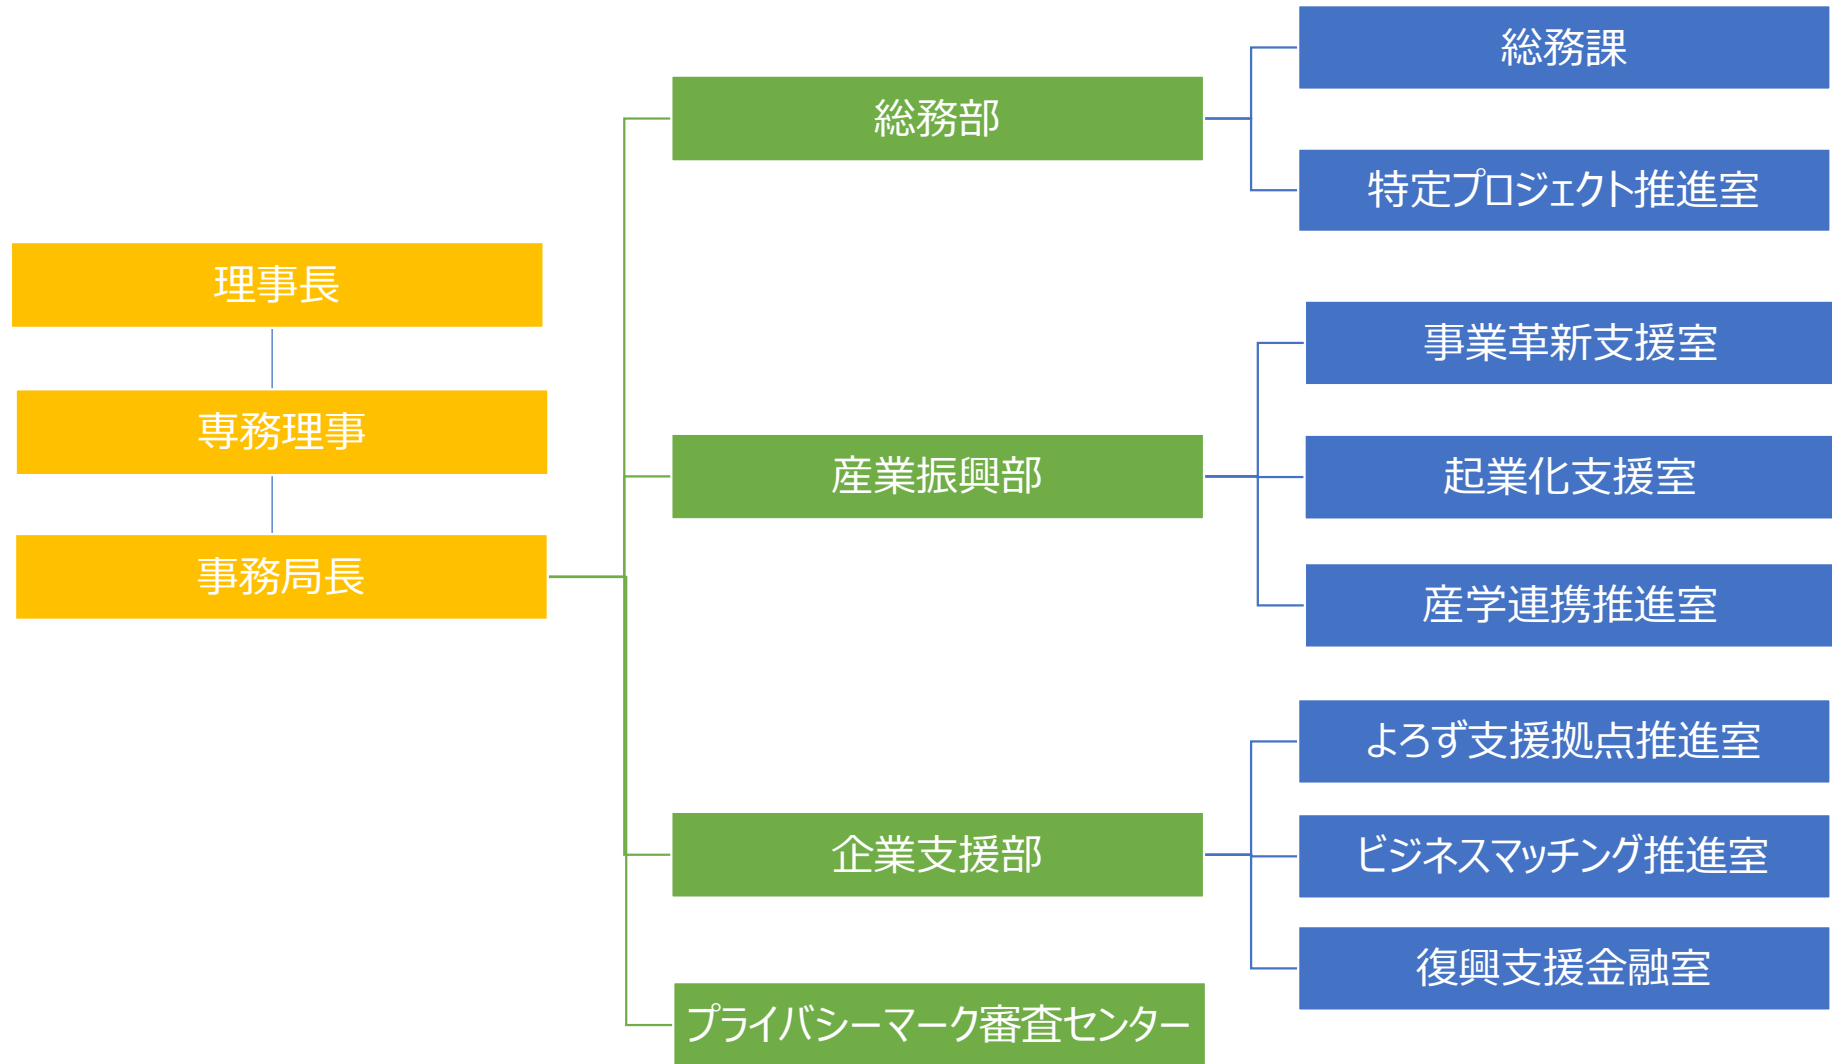 理事長
専務理事
事務局長
総務部
産業振興部
企業支援部
プライバシーマーク審査センター
総務課
特定プロジェクト推進室
事業革新支援室
起業化支援室
産学連携推進室
よろず支援拠点推進室
ビジネスマッチング推進室
復興支援金融室